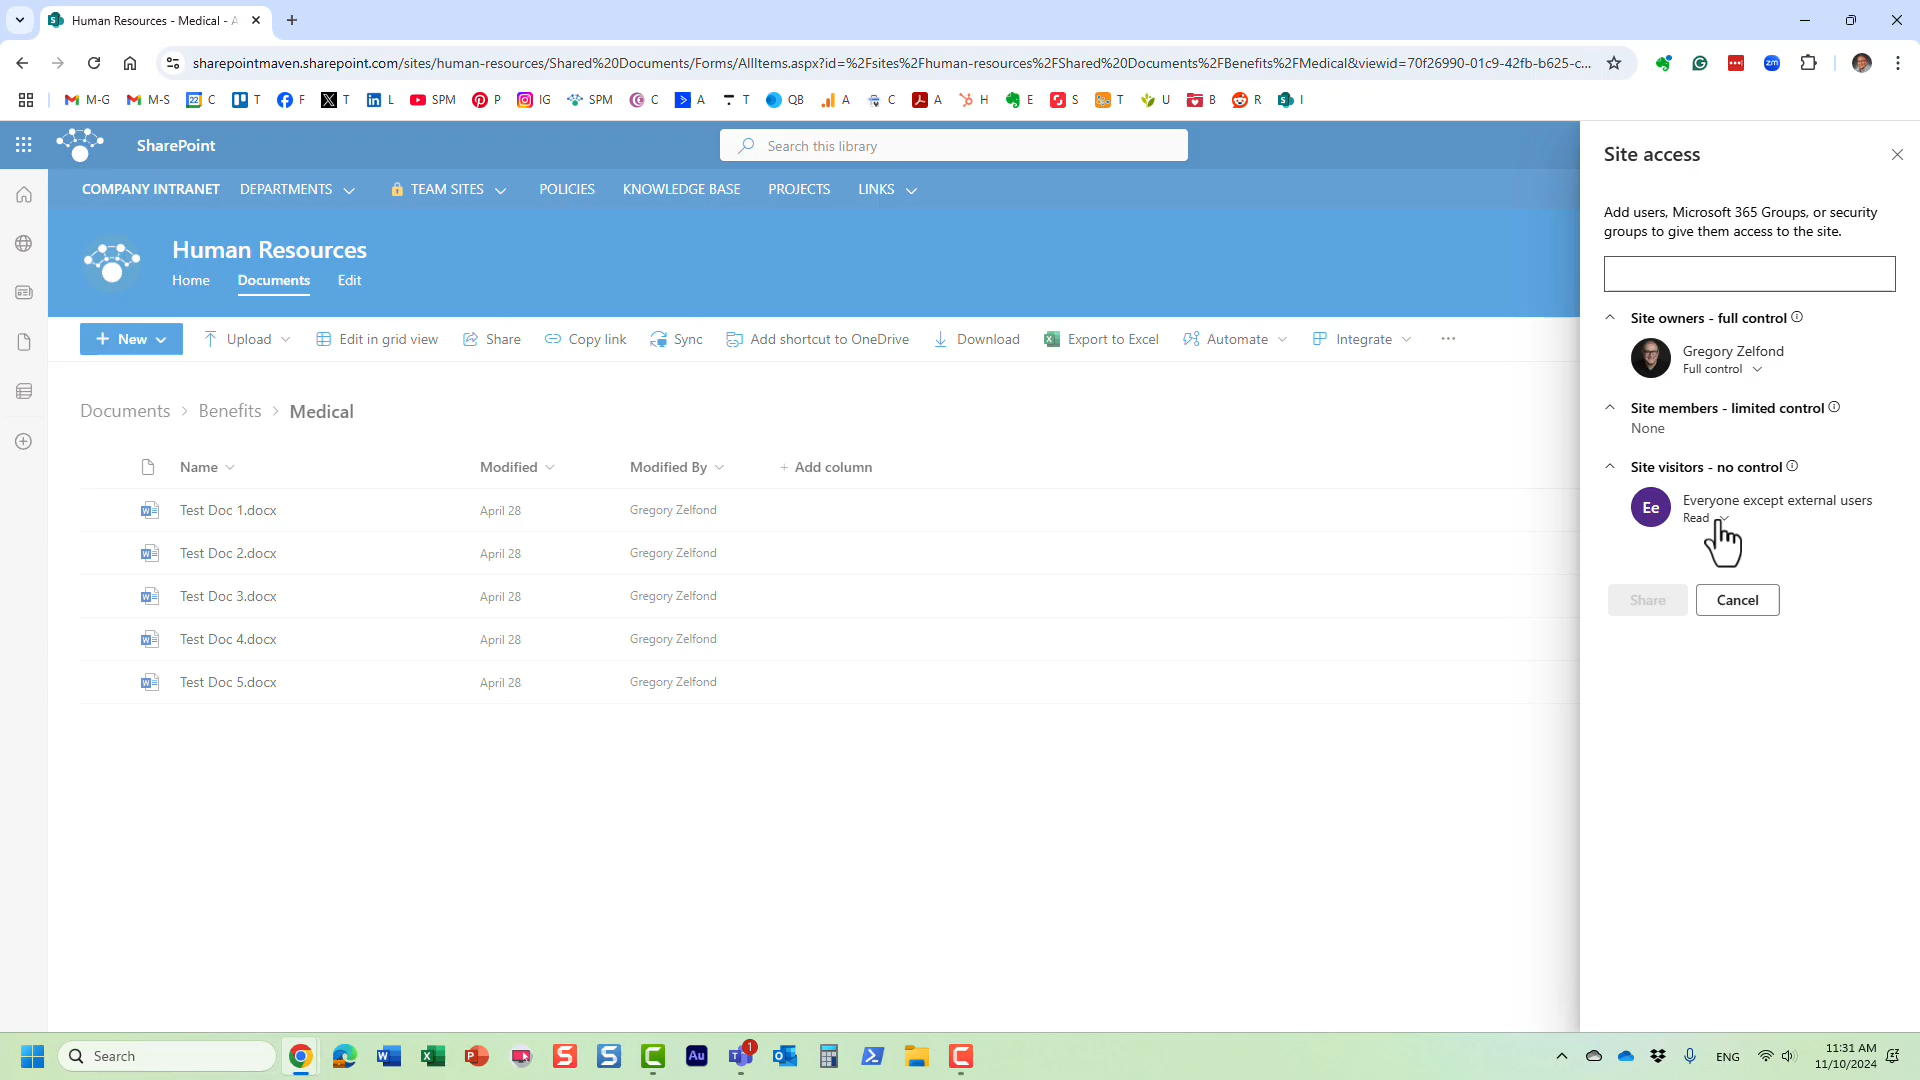 Human Resources - Medical - A
sharepointmaven.sharepoint.com/sites/human-resources/Shared%20Documents/Forms/AllItems.aspx?id=%2Fsites%2Fhuman-resources%2FShared%20Documents%2FBenefits%2FMedical&viewid=70f26990-01c9-42fb-b625-c...
M-G M-S C T F T L SPM P IG SPM C A T QB A C A H E S T U B R I
SharePoint
Search this library
COMPANY INTRANET DEPARTMENTS TEAM SITES POLICIES KNOWLEDGE BASE PROJECTS LINKS
Human Resources
Home Documents Edit
New Upload Edit in grid view Share Copy link Sync Add shortcut to OneDrive Download Export to Excel Automate Integrate ...
Documents > Benefits > Medical
Name Modified Modified By + Add column
Test Doc 1.docx April 28 Gregory Zelfond
Test Doc 2.docx April 28 Gregory Zelfond
Test Doc 3.docx April 28 Gregory Zelfond
Test Doc 4.docx April 28 Gregory Zelfond
Test Doc 5.docx April 28 Gregory Zelfond
Site access
Add users, Microsoft 365 Groups, or security
groups to give them access to the site.
Site owners - full control
Gregory Zelfond
Full control
Site members - limited control
None
Site visitors - no control
Ee
Everyone except external users
Read
Share Cancel
Search
Au
1
ENG
11:31 AM
11/10/2024